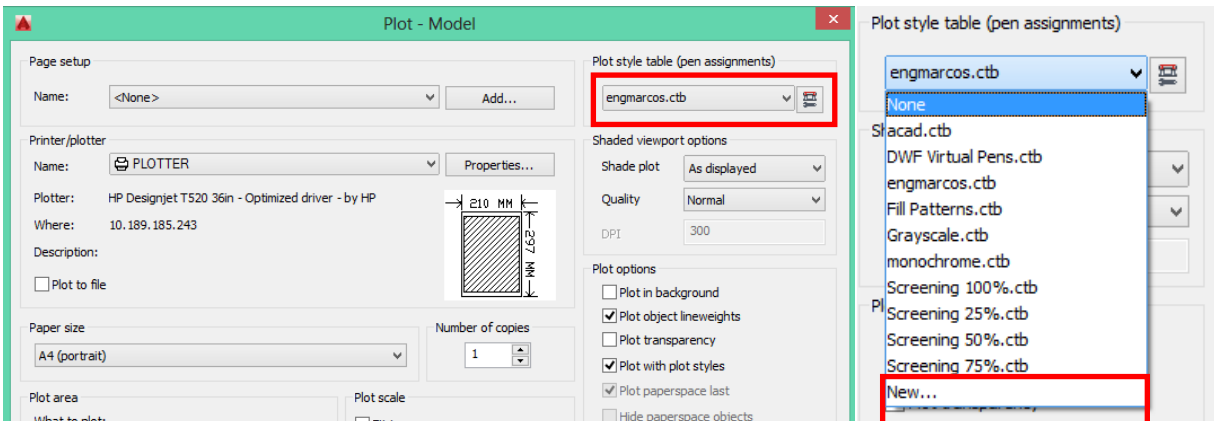 Plot - Model
Page setup
Name:
<None>
Add...
Printer/plotter
Name:
PLOTTER
Properties...
Plotter:
HP Designjet T520 36in - Optimized driver - by HP
Where:
10.189.185.243
Description:
Plot to file
210 MM
297 MM
Paper size
A4 (portrait)
Number of copies
1
Plot area
What to plot:
Plot scale
Plot style table (pen assignments)
engmarcos.ctb
Shaded viewport options
Shade plot
As displayed
Quality
Normal
DPI
300
Plot options
Plot in background
Plot object lineweights
Plot transparency
Plot with plot styles
Plot paperspace last
Hide paperspace objects
Plot style table (pen assignments)
engmarcos.ctb
None
acad.ctb
DWF Virtual Pens.ctb
engmarcos.ctb
Fill Patterns.ctb
Grayscale.ctb
monochrome.ctb
Screening 100%.ctb
Screening 25%.ctb
Screening 50%.ctb
Screening 75%.ctb
New...